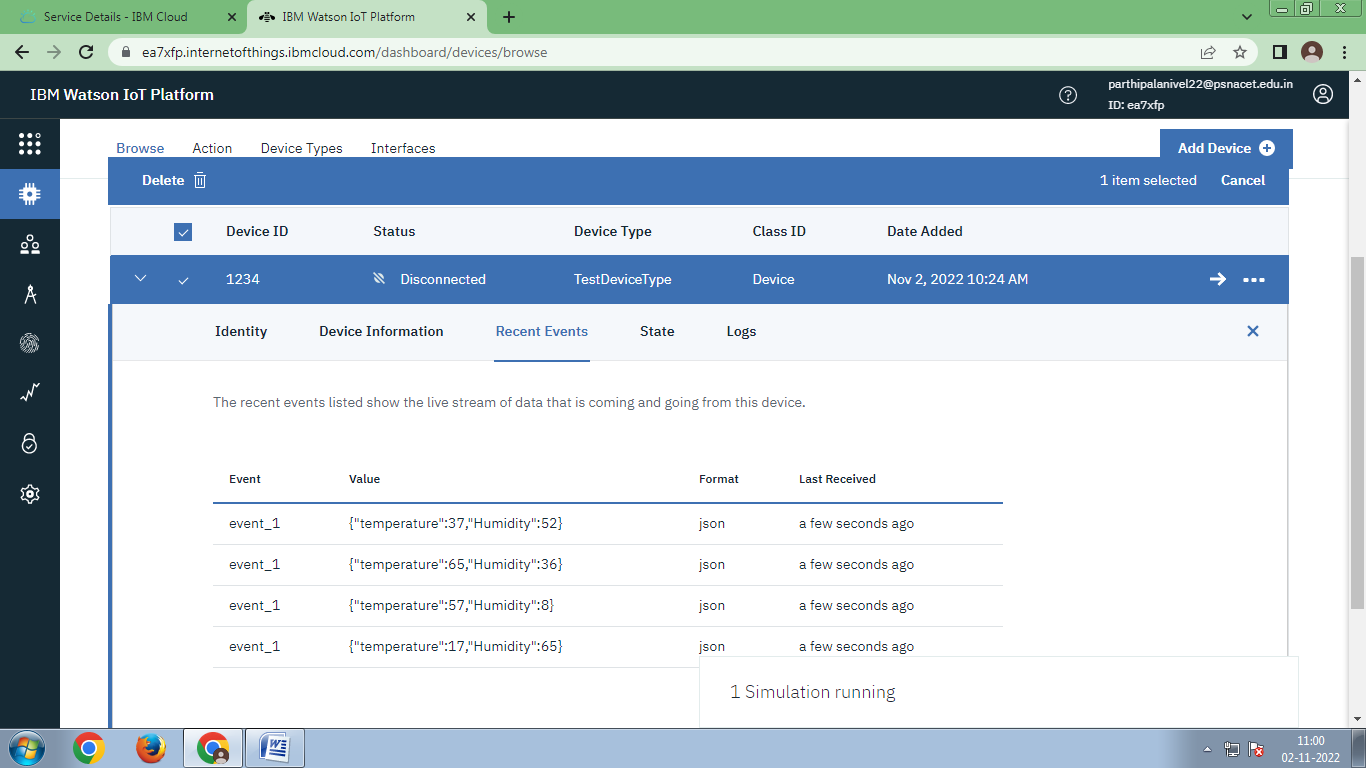 Service Details - IBM Cloud
IBM Watson IoT Platform
ea7xfp.internetofthings.ibmcloud.com/dashboard/devices/browse
IBM Watson IoT Platform
parthipalanivel22@psnacet.edu.in
ID: ea7xfp
Browse Action Device Types Interfaces
Add Device
Delete
1 item selected Cancel
Device ID Status Device Type Class ID Date Added
1234 Disconnected TestDeviceType Device Nov 2, 2022 10:24 AM
Identity Device Information Recent Events State Logs
The recent events listed show the live stream of data that is coming and going from this device.
Event Value Format Last Received
event_1 {"temperature":37,"Humidity":52} json a few seconds ago
event_1 {"temperature":65,"Humidity":36} json a few seconds ago
event_1 {"temperature":57,"Humidity":8} json a few seconds ago
event_1 {"temperature":17,"Humidity":65} json a few seconds ago
1 Simulation running
11:00
02-11-2022